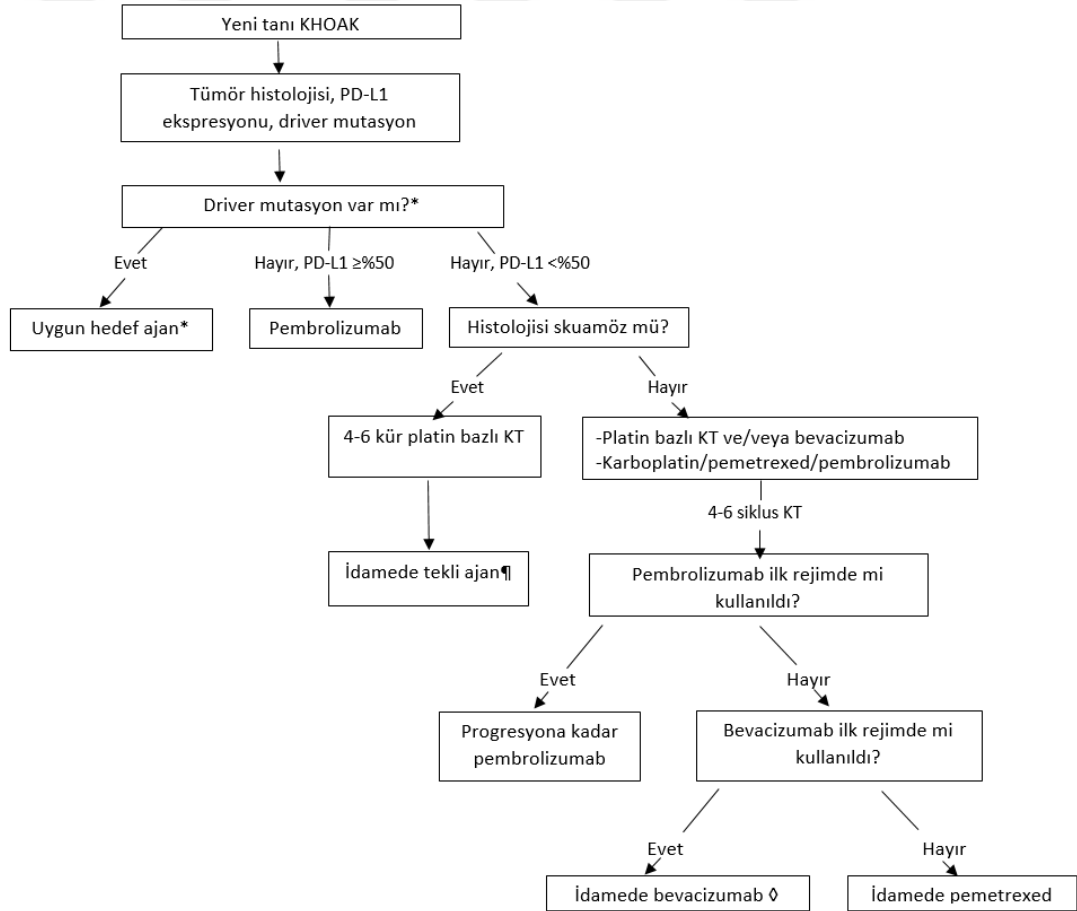 Yeni tanı KHOAK
Tümör histolojisi, PD-L1
ekspresyonu, driver mutasyon
Driver mutasyon var mı?*
Evet
Hayır, PD-L1 ≥%50
Hayır, PD-L1 <%50
Uygun hedef ajan*
Pembrolizumab
Histolojisi skuamöz mü?
Evet
Hayır
4-6 kür platin bazlı KT
-Platin bazlı KT ve/veya bevacizumab
-Karboplatin/pemetrexed/pembrolizumab
4-6 siklus KT
İdamede tekli ajan¶
Pembrolizumab ilk rejimde mi
kullanıldı?
Evet
Hayır
Progresyona kadar
pembrolizumab
Bevacizumab ilk rejimde mi
kullanıldı?
Evet
Hayır
İdamede bevacizumab ◊
İdamede pemetrexed